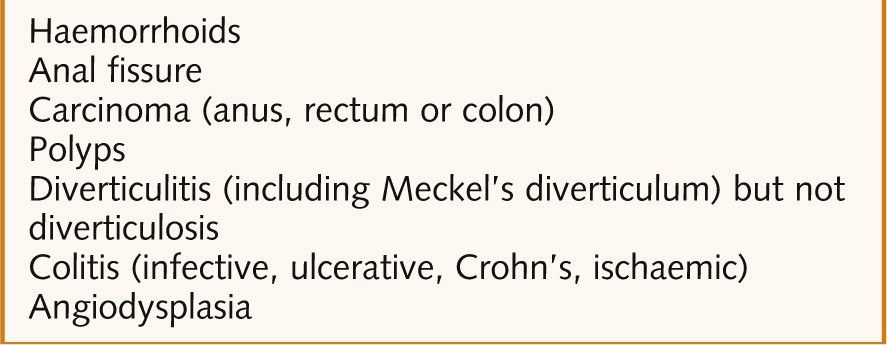 Haemorrhoids
Anal fissure
Carcinoma (anus, rectum or colon)
Polyps
Diverticulitis (including Meckel’s diverticulum) but not
diverticulosis
Colitis (infective, ulcerative, Crohn’s, ischaemic)
Angiodysplasia